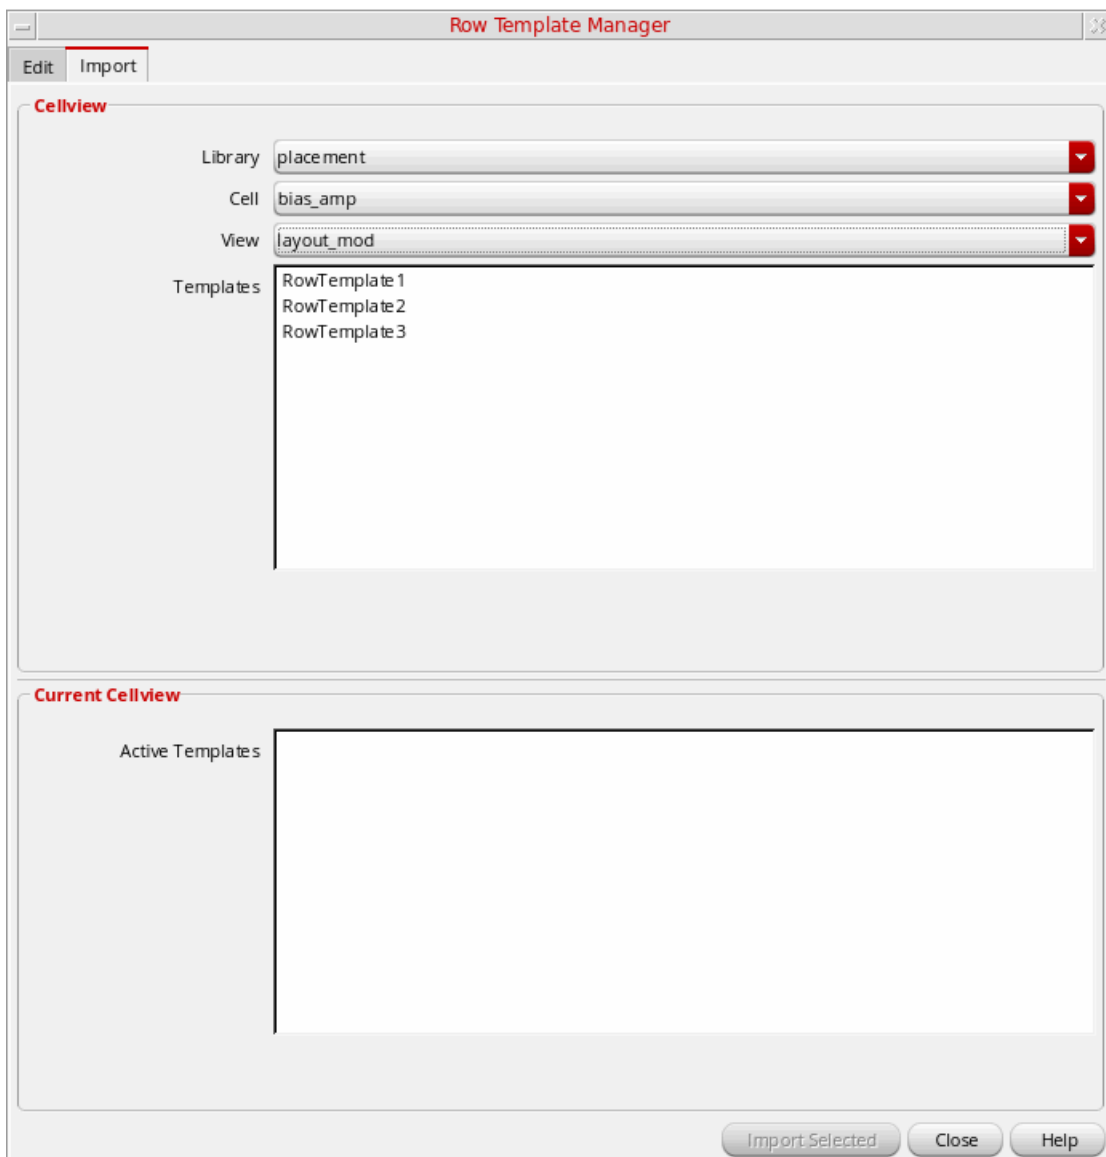 Row Template Manager
Edit Import
Cellview
Library placement
Cell bias_amp
View layout_mod
Templates RowTemplate1
RowTemplate2
RowTemplate3
Current Cellview
Active Templates
Import Selected Close Help